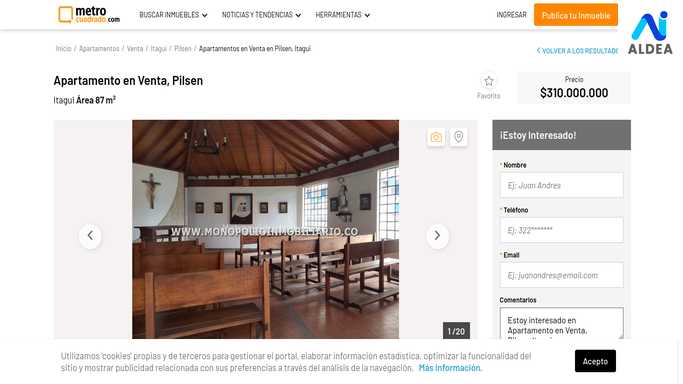 metro
cuadrado.com
BUSCAR INMUEBLES
NOTICIAS Y TENDENCIAS
HERRAMIENTAS
INGRESAR
Publica tu Inmueble
ALDEA
Inicio / Apartamentos / Venta / Itagui / Pilsen / Apartamentos en Venta en Pilsen, Itagui
VOLVER A LOS RESULTAD
Apartamento en Venta, Pilsen
Itagui Área 87 m²
Favorito
Precio
$310.000.000
¡Estoy Interesado!
* Nombre
Ej: Juan Andres
* Teléfono
Ej: 322*******
* Email
Ej: juanandres@email.com
Comentarios
Estoy interesado en
Apartamento en Venta,
WWW.MONOPOLIOINMOBILIARIO.CO
1/20
Utilizamos 'cookies' propias y de terceros para gestionar el portal, elaborar información estadística, optimizar la funcionalidad del
sitio y mostrar publicidad relacionada con sus preferencias a través del análisis de la navegación. Más información.
Acepto